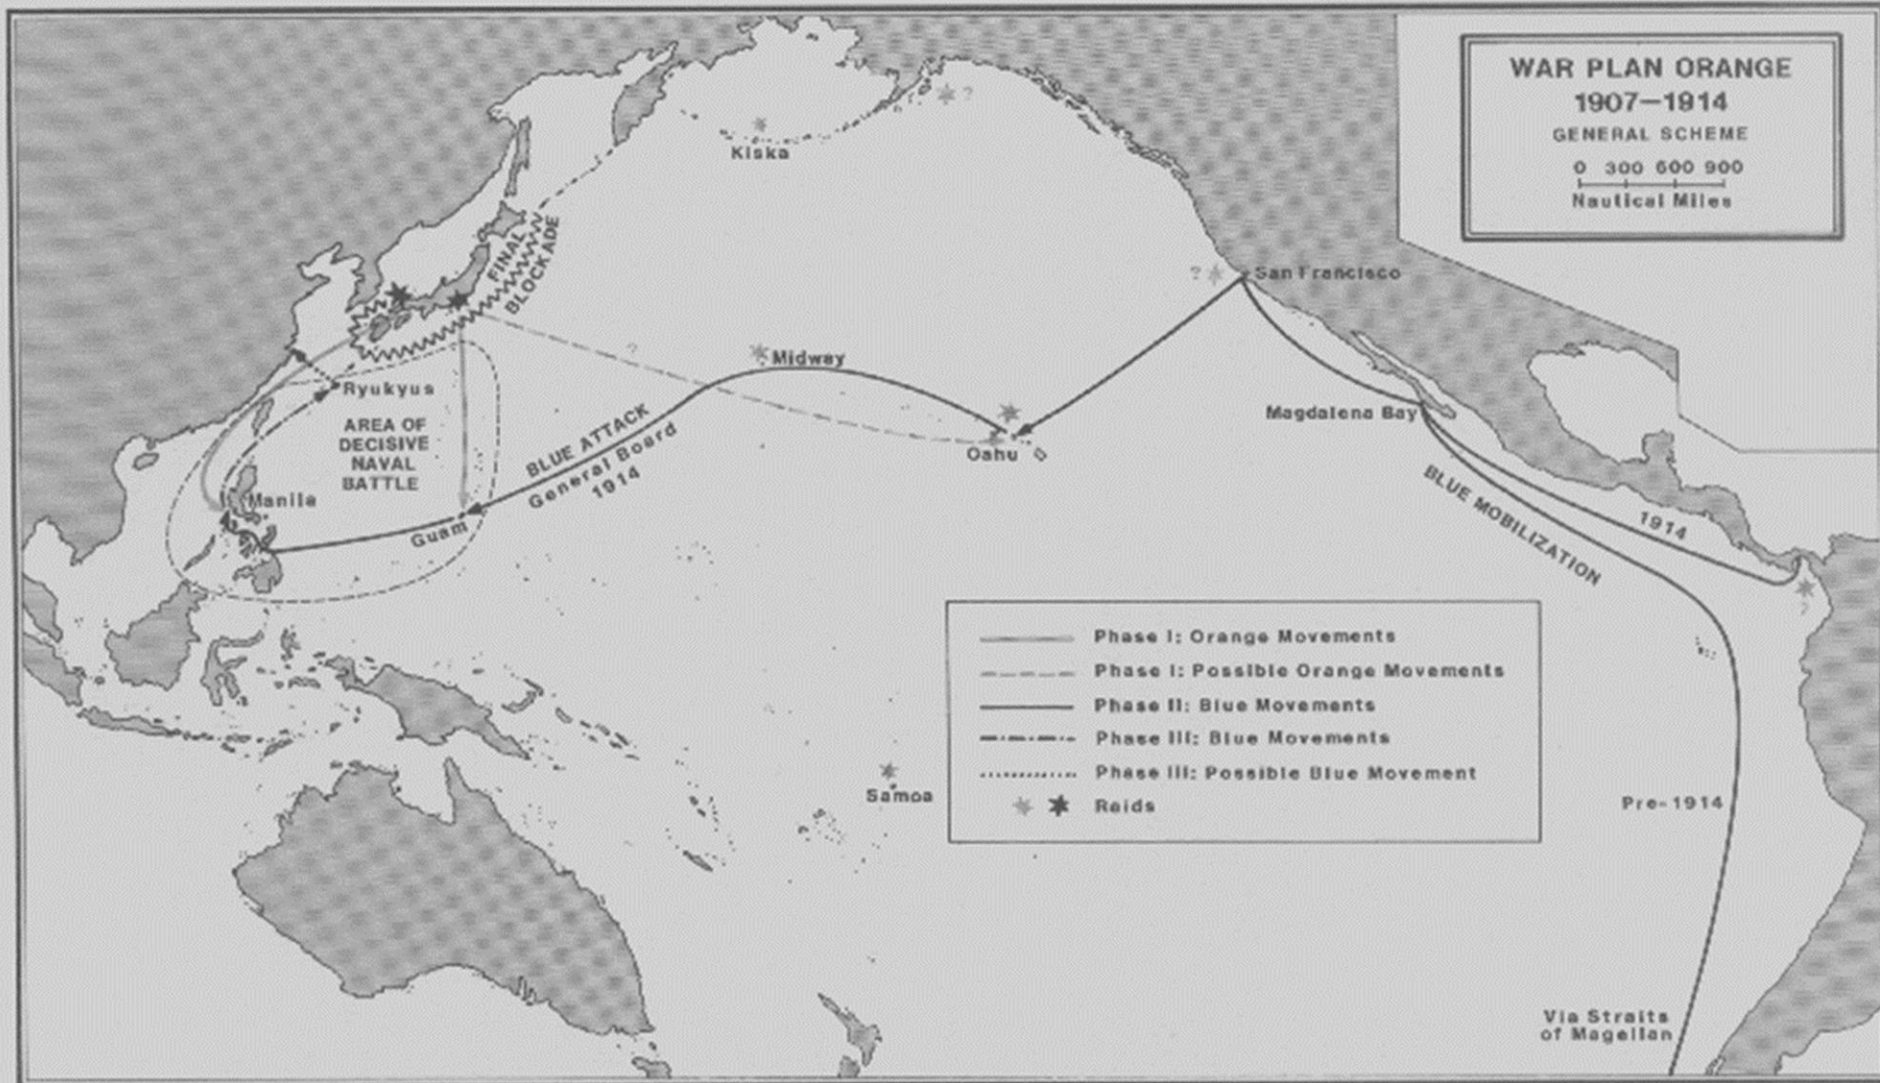 WAR PLAN ORANGE
1907–1914
GENERAL SCHEME
0 300 600 900
Nautical Miles
?
Kiska
FINAL
BLOCKADE
?
San Francisco
?
Midway
Ryukyus
AREA OF
DECISIVE
NAVAL
BATTLE
BLUE ATTACK
General Board
1914
Oahu
Magdalena Bay
Manila
Guam
BLUE MOBILIZATION
1914
?
Phase I: Orange Movements
Phase I: Possible Orange Movements
Phase II: Blue Movements
Phase III: Blue Movements
Phase III: Possible Blue Movement
Raids
Samoa
Pre-1914
Via Straits
of Magellan